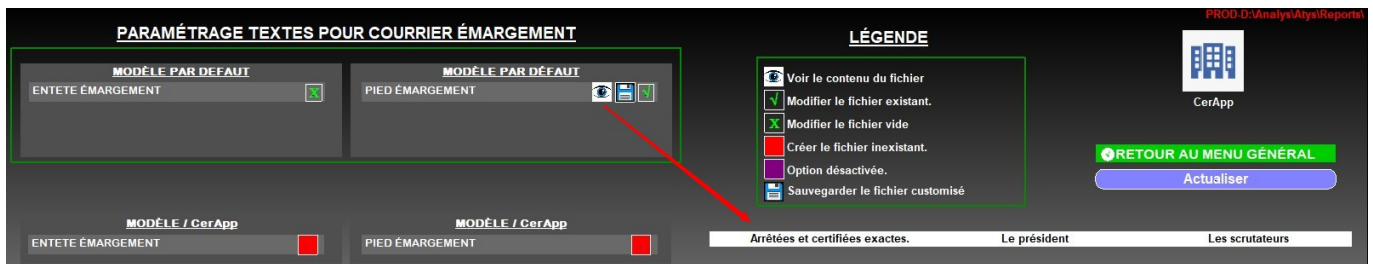 PROD-D:\Analys\Atys\Reports\
PARAMÉTRAGE TEXTES POUR COURRIER ÉMARGEMENT
MODÈLE PAR DEFAUT
ENTETE ÉMARGEMENT X
MODÈLE PAR DÉFAUT
PIED ÉMARGEMENT √
LÉGENDE
Voir le contenu du fichier
√ Modifier le fichier existant.
X Modifier le fichier vide
Créer le fichier inexistant.
Option désactivée.
Sauvegarder le fichier customisé
CerApp
RETOUR AU MENU GÉNÉRAL
Actualiser
MODÈLE / CerApp
ENTETE ÉMARGEMENT
MODÈLE / CerApp
PIED ÉMARGEMENT
Arrêtées et certifiées exactes. Le président Les scrutateurs